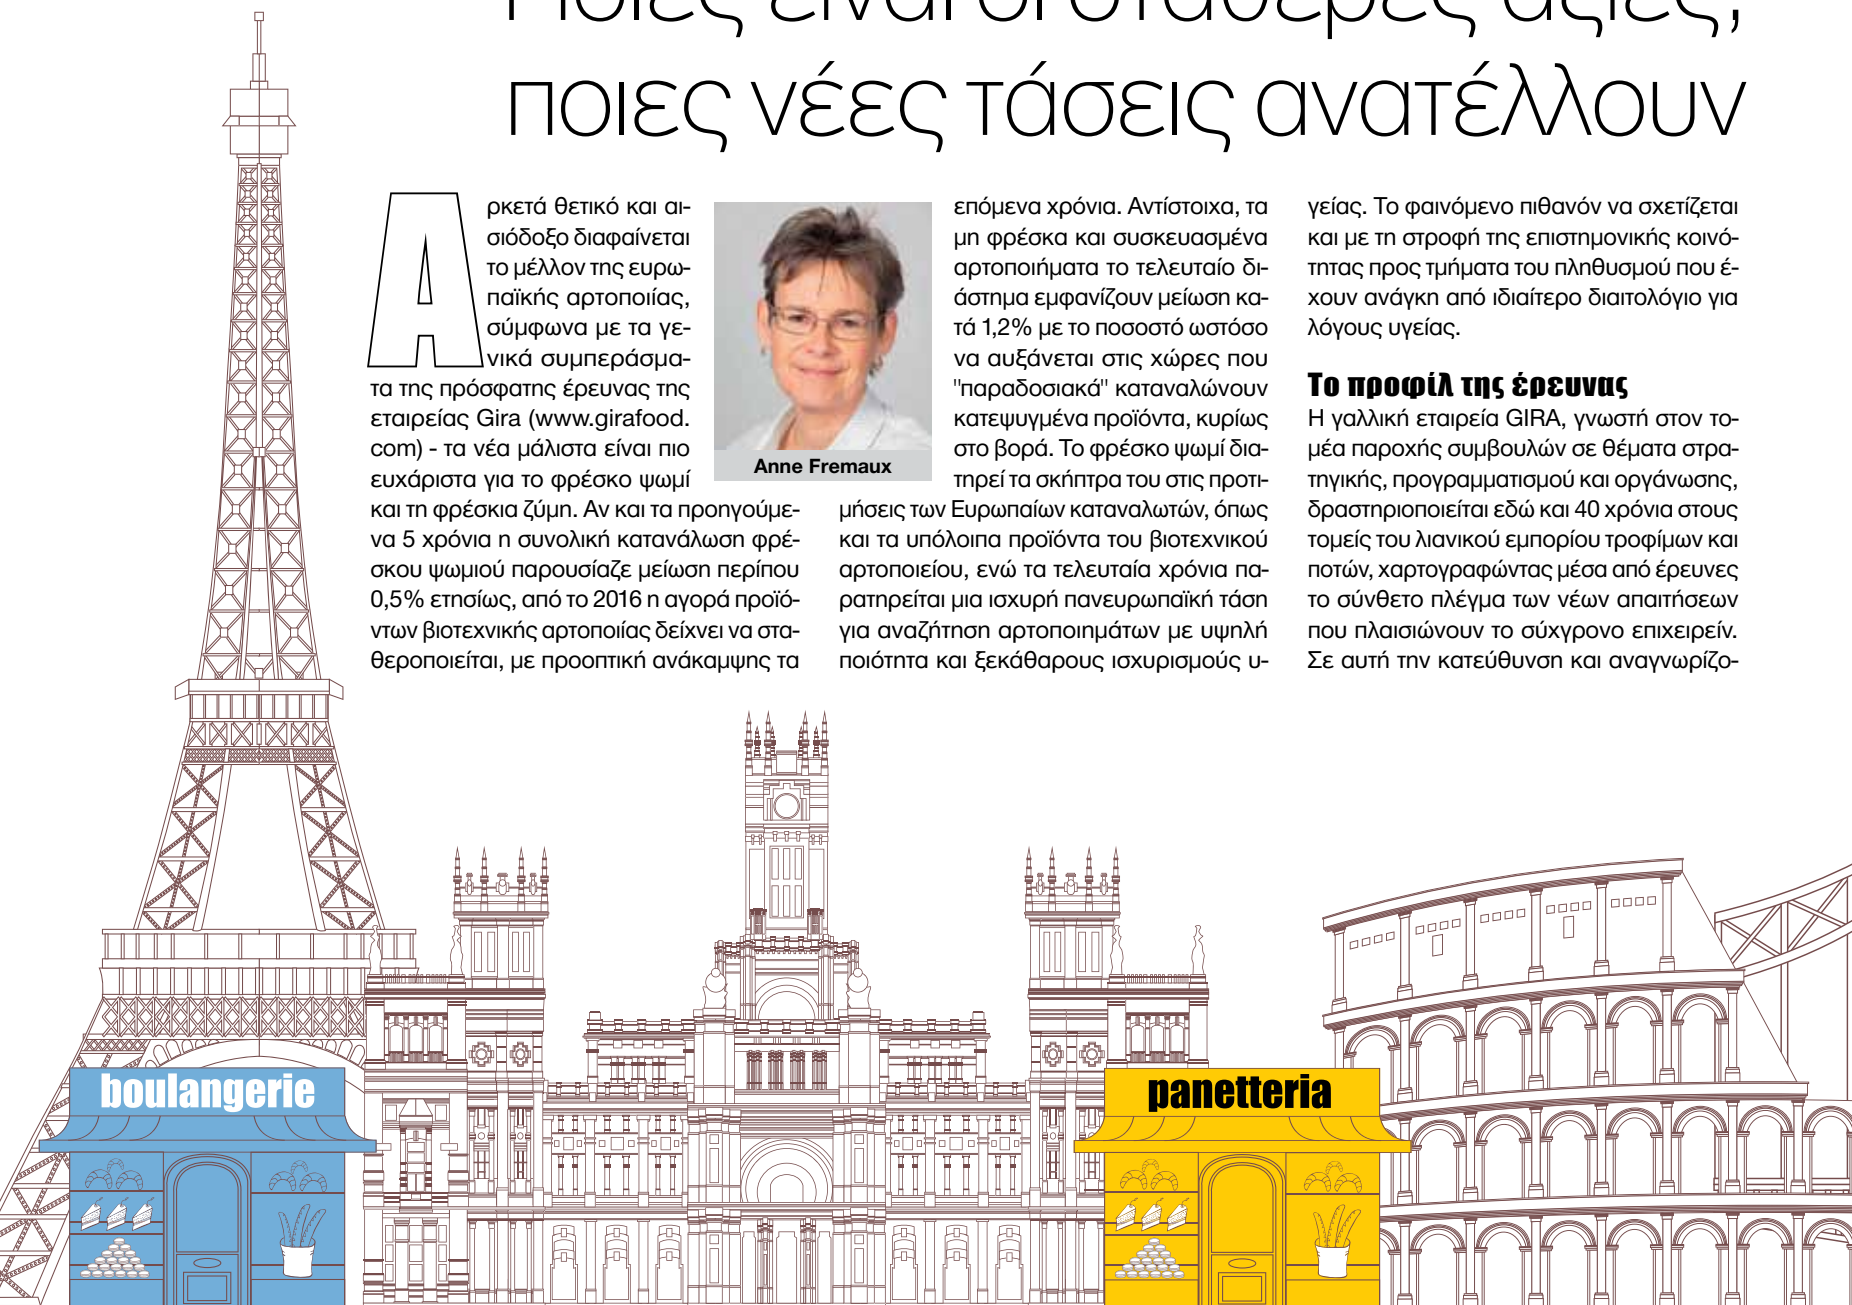 Ποιες είναι οι σταθερές αξίες,
ποιες νέες τάσεις ανατέλλουν
Αρκετά θετικό και αι-
σιόδοξο διαφαίνεται
το μέλλον της ευρω-
παϊκής αρτοποιίας,
σύμφωνα με τα γε-
νικά συμπεράσμα-
τα της πρόσφατης έρευνας της
εταιρείας Gira (www.girafood.
com) - τα νέα μάλιστα είναι πιο
ευχάριστα για το φρέσκο ψωμί
και τη φρέσκια ζύμη. Αν και τα προηγούμε-
να 5 χρόνια η συνολική κατανάλωση φρέ-
σκου ψωμιού παρουσίαζε μείωση περίπου
0,5% ετησίως, από το 2016 η αγορά προϊό-
ντων βιοτεχνικής αρτοποιίας δείχνει να στα-
θεροποιείται, με προοπτική ανάκαμψης τα
Anne Fremaux
επόμενα χρόνια. Αντίστοιχα, τα
μη φρέσκα και συσκευασμένα
αρτοποιήματα το τελευταίο δι-
άστημα εμφανίζουν μείωση κα-
τά 1,2% με το ποσοστό ωστόσο
να αυξάνεται στις χώρες που
"παραδοσιακά" καταναλώνουν
κατεψυγμένα προϊόντα, κυρίως
στο βορά. Το φρέσκο ψωμί δια-
τηρεί τα σκήπτρα του στις προτι-
μήσεις των Ευρωπαίων καταναλωτών, όπως
και τα υπόλοιπα προϊόντα του βιοτεχνικού
αρτοποιείου, ενώ τα τελευταία χρόνια πα-
ρατηρείται μια ισχυρή πανευρωπαϊκή τάση
για αναζήτηση αρτοποιημάτων με υψηλή
ποιότητα και ξεκάθαρους ισχυρισμούς υ-
γείας. Το φαινόμενο πιθανόν να σχετίζεται
και με τη στροφή της επιστημονικής κοινό-
τητας προς τμήματα του πληθυσμού που έ-
χουν ανάγκη από ιδιαίτερο διαιτολόγιο για
λόγους υγείας.
Το προφίλ της έρευνας
Η γαλλική εταιρεία GIRA, γνωστή στον το-
μέα παροχής συμβουλών σε θέματα στρα-
τηγικής, προγραμματισμού και οργάνωσης,
δραστηριοποιείται εδώ και 40 χρόνια στους
τομείς του λιανικού εμπορίου τροφίμων και
ποτών, χαρτογραφώντας μέσα από έρευνες
το σύνθετο πλέγμα των νέων απαιτήσεων
που πλαισιώνουν το σύχγρονο επιχειρείν.
Σε αυτή την κατεύθυνση και αναγνωρίζο-
boulangerie
panetteria